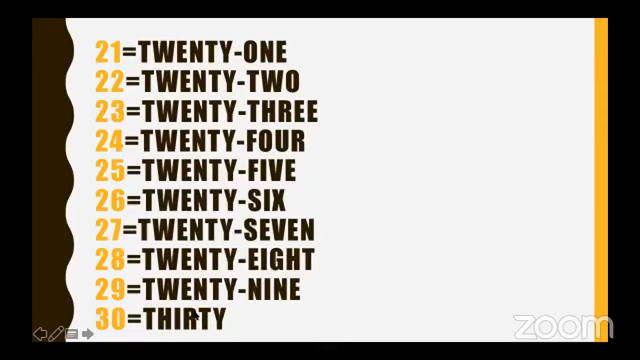 21=TWENTY-ONE
22=TWENTY-TWO
23=TWENTY-THREE
24=TWENTY-FOUR
25=TWENTY-FIVE
26=TWENTY-SIX
27=TWENTY-SEVEN
28=TWENTY-EIGHT
29=TWENTY-NINE
30=THIRTY
zoom